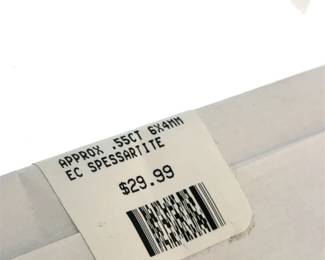 APPROX .55CT 6X4MM
EC SPESSARTITE
$29.99